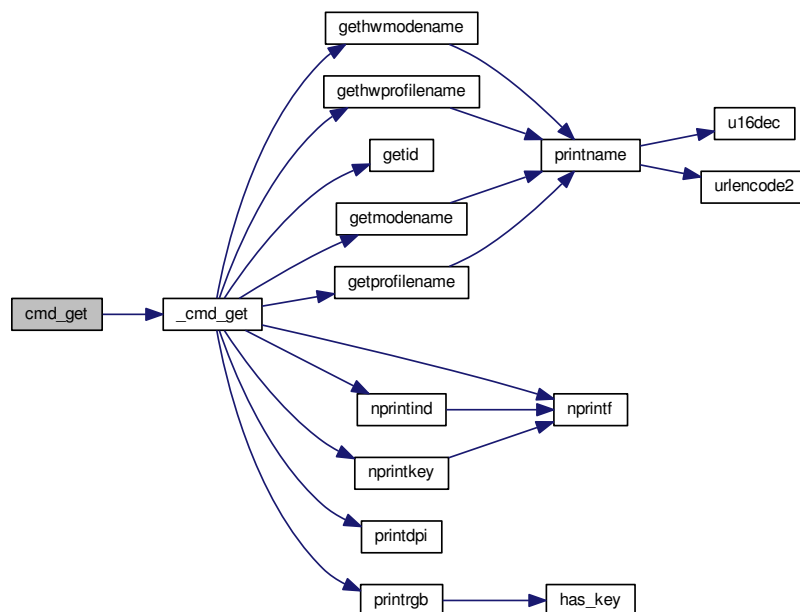 gethwmodename
gethwprofilename
u16dec
getid
printname
urlencode2
getmodename
getprofilename
cmd_get
_cmd_get
nprintind
nprintf
nprintkey
printdpi
printrgb
has_key